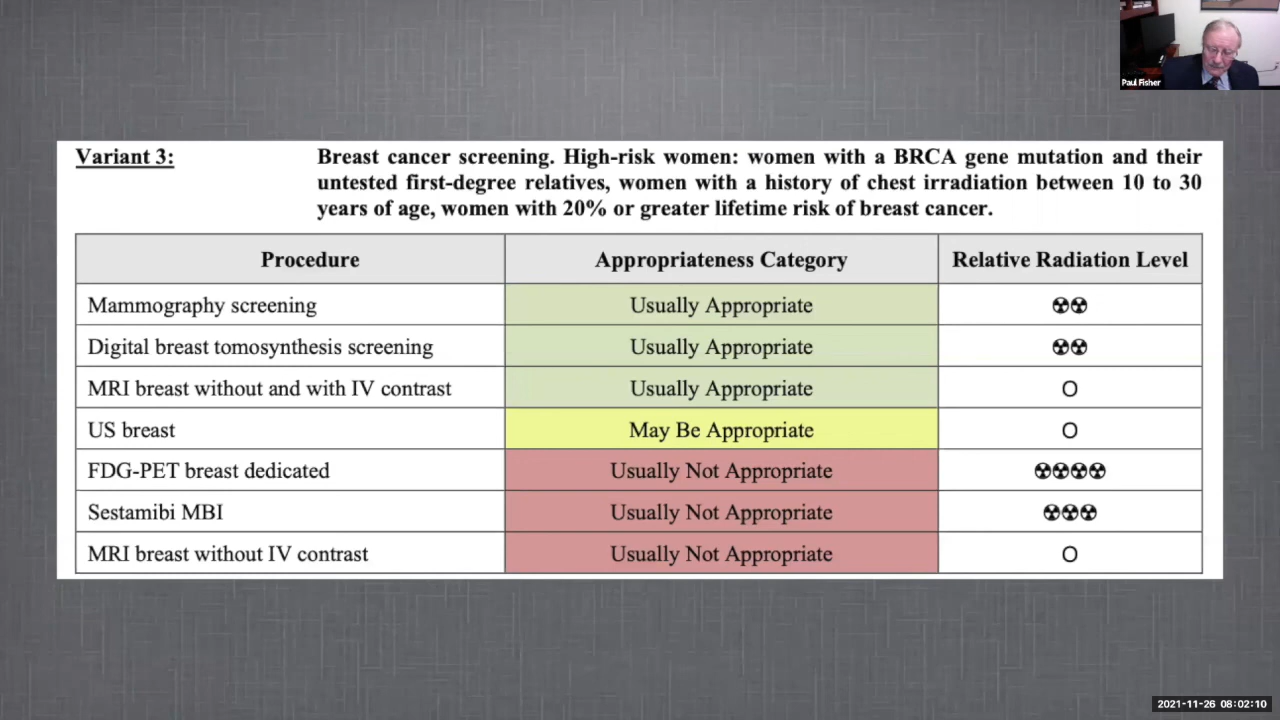 Paul Fisher
Variant 3: Breast cancer screening. High-risk women: women with a BRCA gene mutation and their
untested first-degree relatives, women with a history of chest irradiation between 10 to 30
years of age, women with 20% or greater lifetime risk of breast cancer.
Procedure Appropriateness Category Relative Radiation Level
Mammography screening Usually Appropriate ☢☢
Digital breast tomosynthesis screening Usually Appropriate ☢☢
MRI breast without and with IV contrast Usually Appropriate O
US breast May Be Appropriate O
FDG-PET breast dedicated Usually Not Appropriate ☢☢☢☢
Sestamibi MBI Usually Not Appropriate ☢☢☢
MRI breast without IV contrast Usually Not Appropriate O
2021-11-26 08:02:10